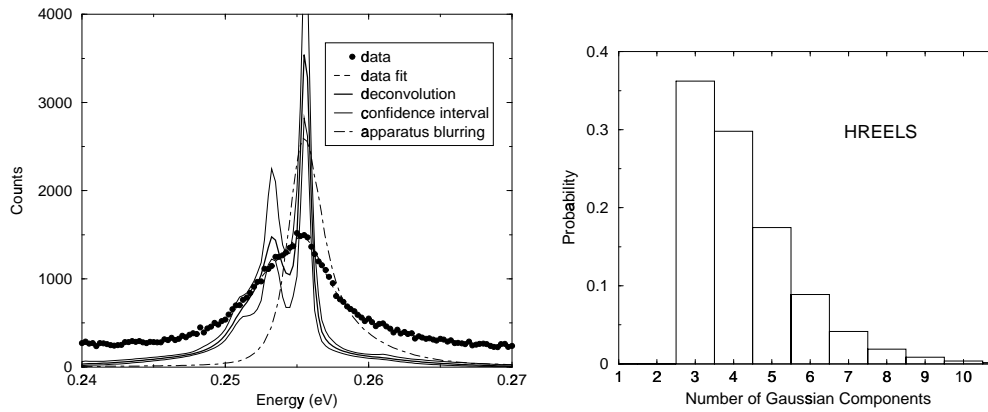 4000
3000
2000
1000
0
0.24
0.25
0.26
0.27
Energy (eV)
Counts
data
data fit
deconvolution
confidence interval
apparatus blurring
0.4
0.3
0.2
0.1
0
1 2 3 4 5 6 7 8 9 10
Number of Gaussian Components
Probability
HREELS